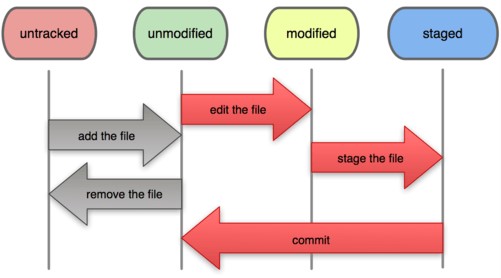 untracked
unmodified
modified
staged
edit the file
add the file
stage the file
remove the file
commit